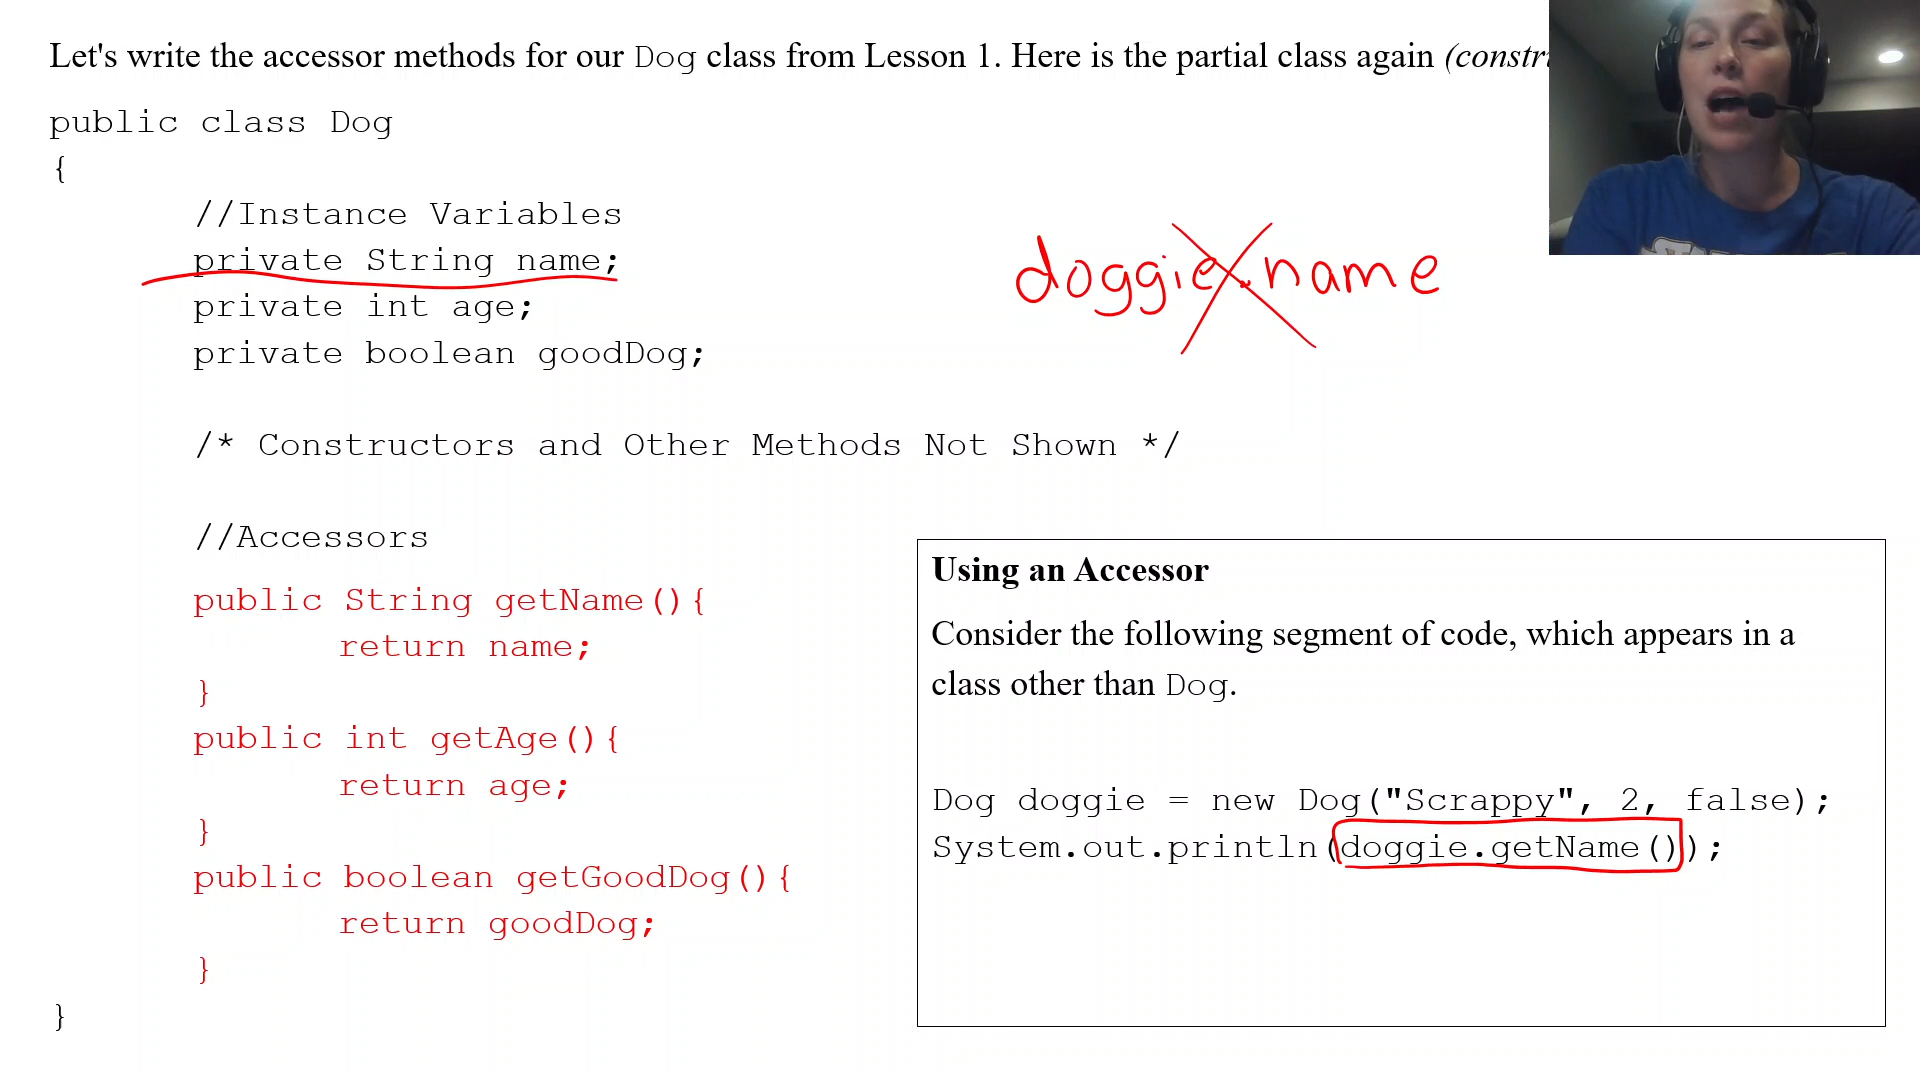 Let's write the accessor methods for our Dog class from Lesson 1. Here is the partial class again
public class Dog
{
//Instance Variables
private String name;
private int age;
private boolean goodDog;
doggie.name
/* Constructors and Other Methods Not Shown */
//Accessors
public String getName(){
return name;
}
public int getAge(){
return age;
}
public boolean getGoodDog(){
return goodDog;
}
}
Using an Accessor
Consider the following segment of code, which appears in a
class other than Dog.
Dog doggie = new Dog("Scrappy", 2, false);
System.out.println(doggie.getName());